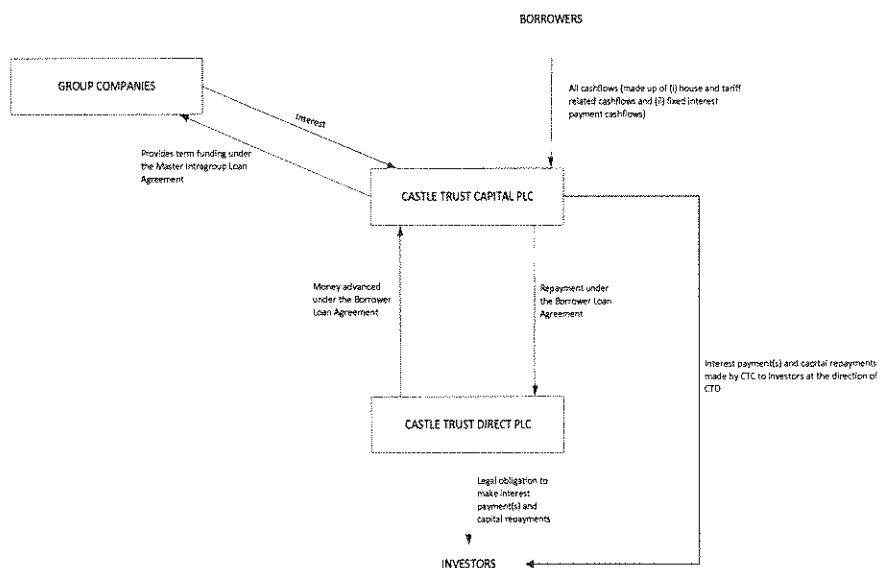 BORROWERS
GROUP COMPANIES
All cashflows (made up of (i) house and tariff
related cashflows and (ii) fixed interest
payment cashflows)
Interest
Provides term funding under
the Master Intragroup Loan
Agreement
CASTLE TRUST CAPITAL PLC
Money advanced
under the Borrower
Loan Agreement
Repayment under
the Borrower Loan
Agreement
Interest payment(s) and capital repayments
made by CTC to Investors at the direction of
CTD
CASTLE TRUST DIRECT PLC
Legal obligation to
make interest
payment(s) and
capital repayments
INVESTORS